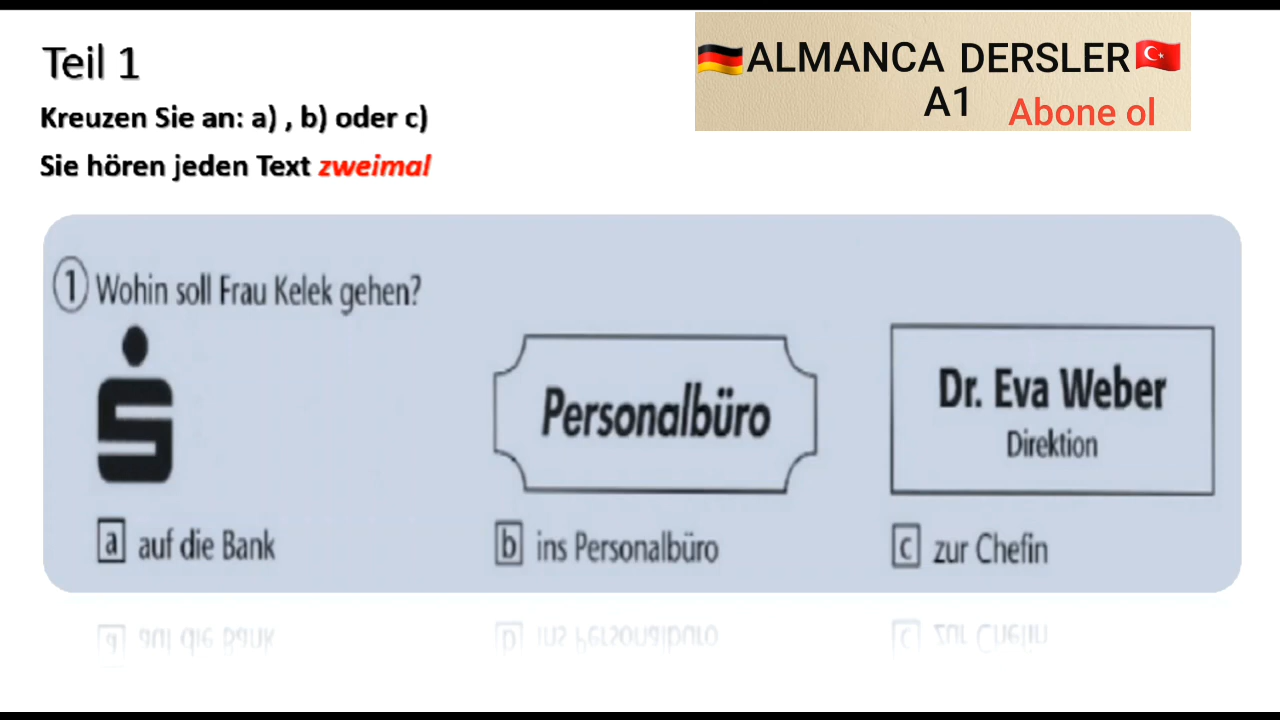 Teil 1
🇩🇪ALMANCA DERSLER🇹🇷
A1 Abone ol
Kreuzen Sie an: a) , b) oder c)
Sie hören jeden Text zweimal
1 Wohin soll Frau Kelek gehen?
Personalbüro
Dr. Eva Weber
Direktion
a auf die Bank
b ins Personalbüro
c zur Chefin